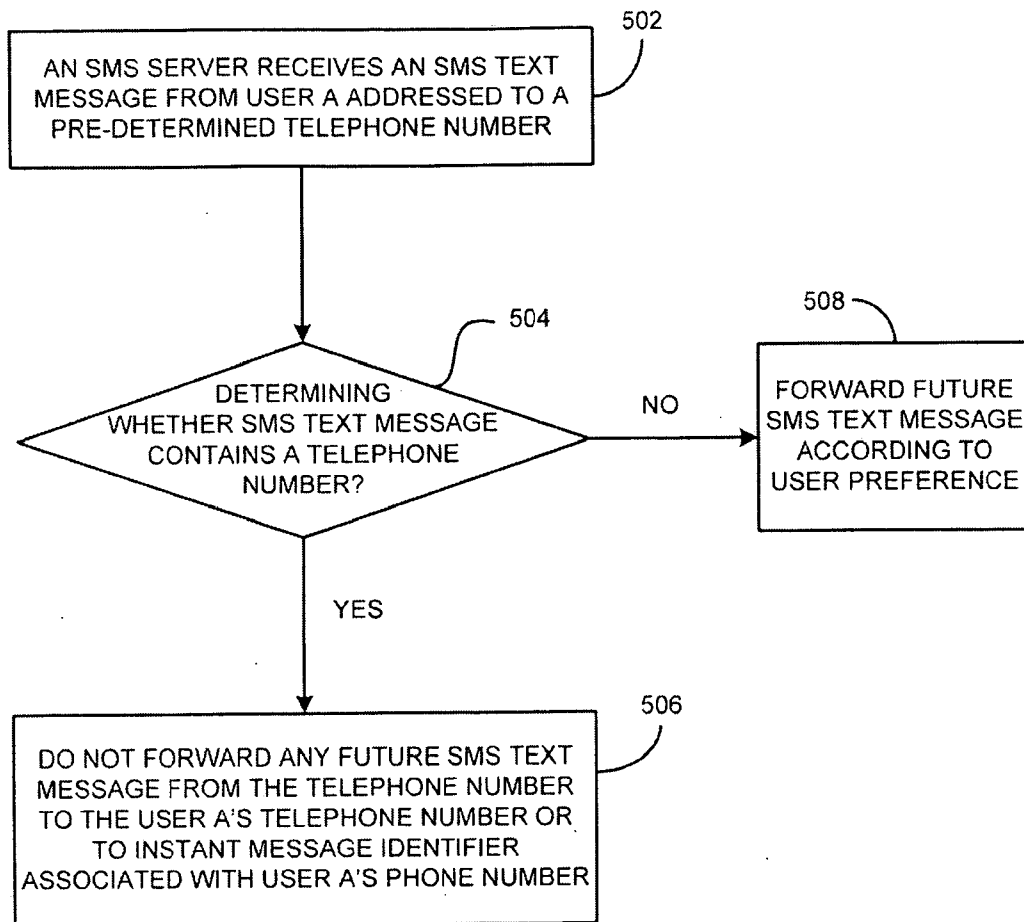 502
AN SMS SERVER RECEIVES AN SMS TEXT
MESSAGE FROM USER A ADDRESSED TO A
PRE-DETERMINED TELEPHONE NUMBER
504
DETERMINING
WHETHER SMS TEXT MESSAGE
CONTAINS A TELEPHONE
NUMBER?
NO
508
FORWARD FUTURE
SMS TEXT MESSAGE
ACCORDING TO
USER PREFERENCE
YES
506
DO NOT FORWARD ANY FUTURE SMS TEXT
MESSAGE FROM THE TELEPHONE NUMBER
TO THE USER A'S TELEPHONE NUMBER OR
TO INSTANT MESSAGE IDENTIFIER
ASSOCIATED WITH USER A'S PHONE NUMBER